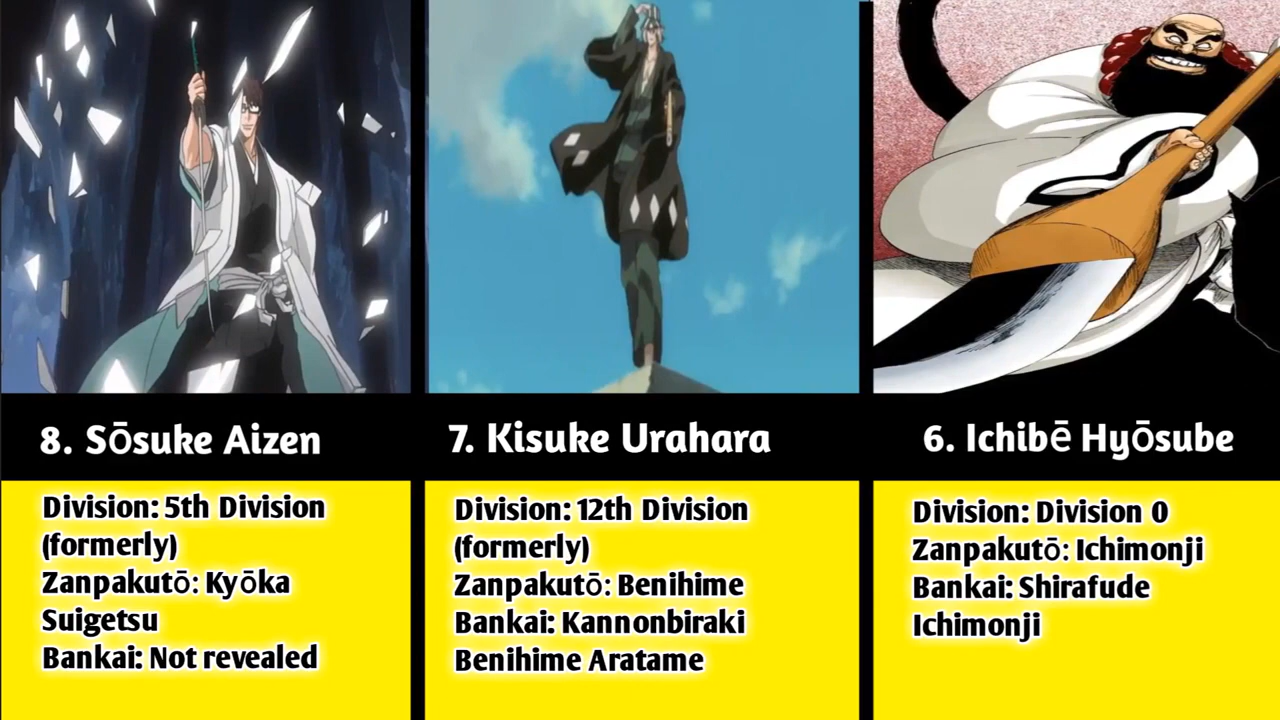 8. Sōsuke Aizen
Division: 5th Division
(formerly)
Zanpakutō: Kyōka
Suigetsu
Bankai: Not revealed
7. Kisuke Urahara
Division: 12th Division
(formerly)
Zanpakutō: Benihime
Bankai: Kannonbiraki
Benihime Aratame
6. Ichibē Hyōsube
Division: Division 0
Zanpakutō: Ichimonji
Bankai: Shirafude
Ichimonji